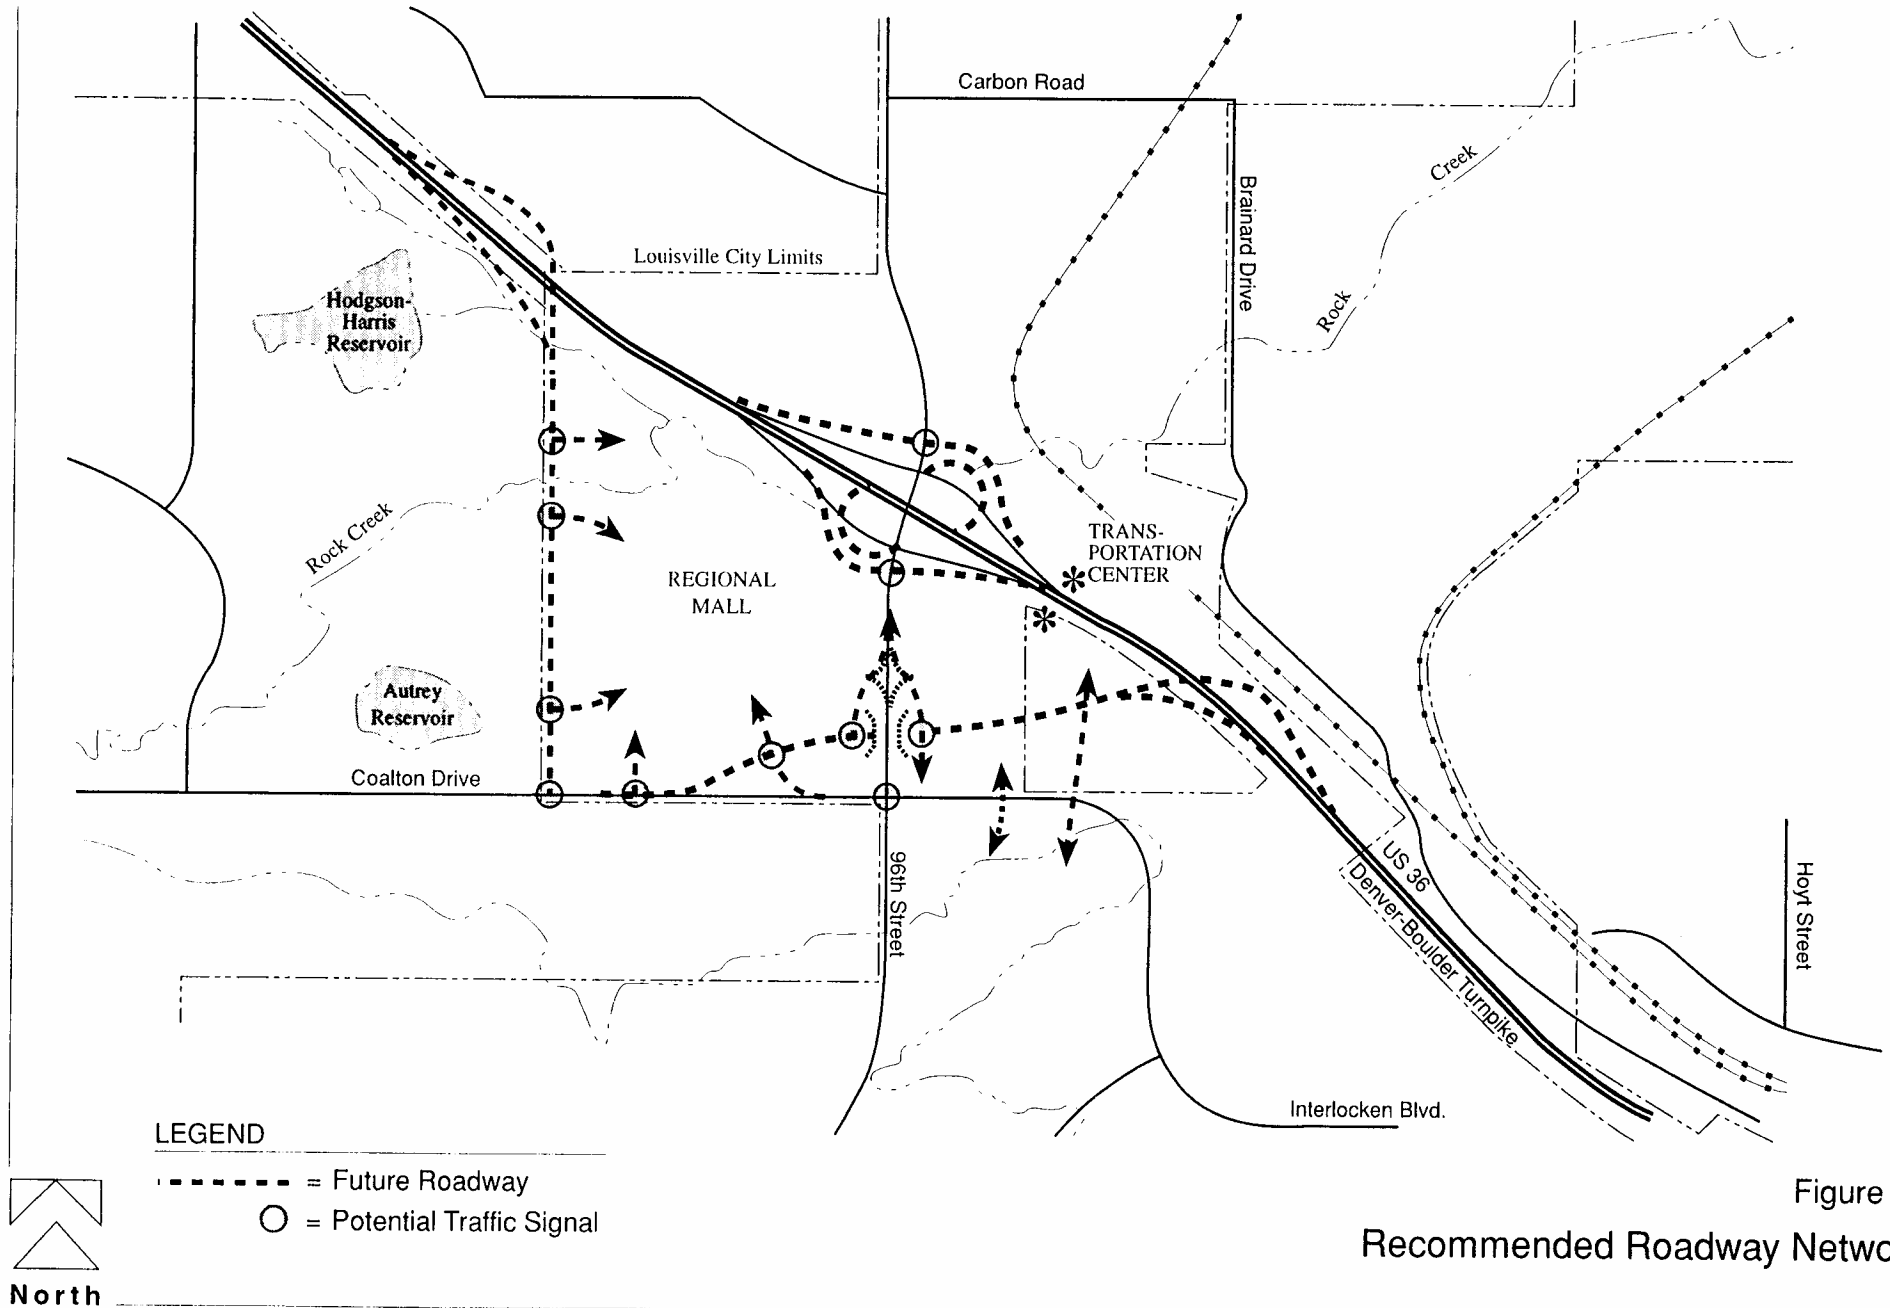 Carbon Road
Creek
Brainard Drive
Louisville City Limits
Rock
Hodgson-
Harris
Reservoir
Rock Creek
TRANS-
PORTATION
CENTER
REGIONAL
MALL
Autrey
Reservoir
Coalton Drive
96th Street
US 36
Denver-Boulder Turnpike
Hoyt Street
Interlocken Blvd.
LEGEND
= Future Roadway
= Potential Traffic Signal
Figure
Recommended Roadway Netwo
North